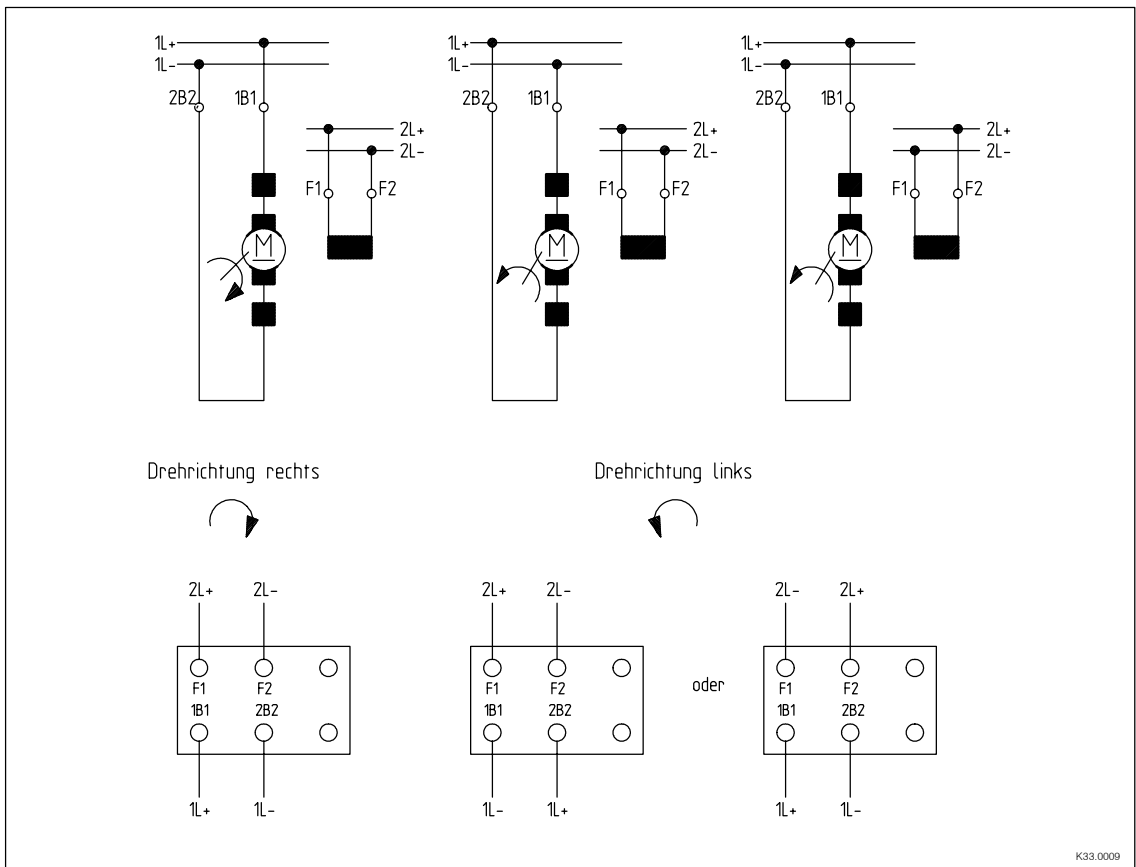 1L+ 1L+ 1L+
1L- 1L- 1L-
2B2 1B1 2B2 1B1 2B2 1B1
2L+ 2L+ 2L+
2L- 2L- 2L-
F1 F2 F1 F2 F1 F2
M M M
Drehrichtung rechts Drehrichtung links
2L+ 2L- 2L+ 2L- 2L- 2L+
F1 F2 F1 F2 oder F1 F2
1B1 2B2 1B1 2B2 1B1 2B2
1L+ 1L- 1L- 1L+ 1L+ 1L-
K33.0009